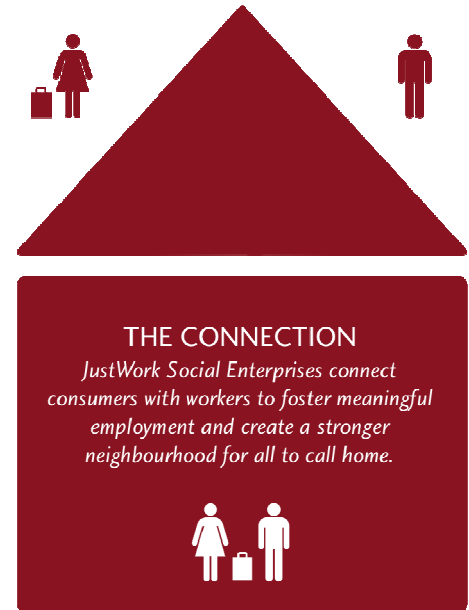 THE CONNECTION
JustWork Social Enterprises connect
consumers with workers to foster meaningful
employment and create a stronger
neighbourhood for all to call home.